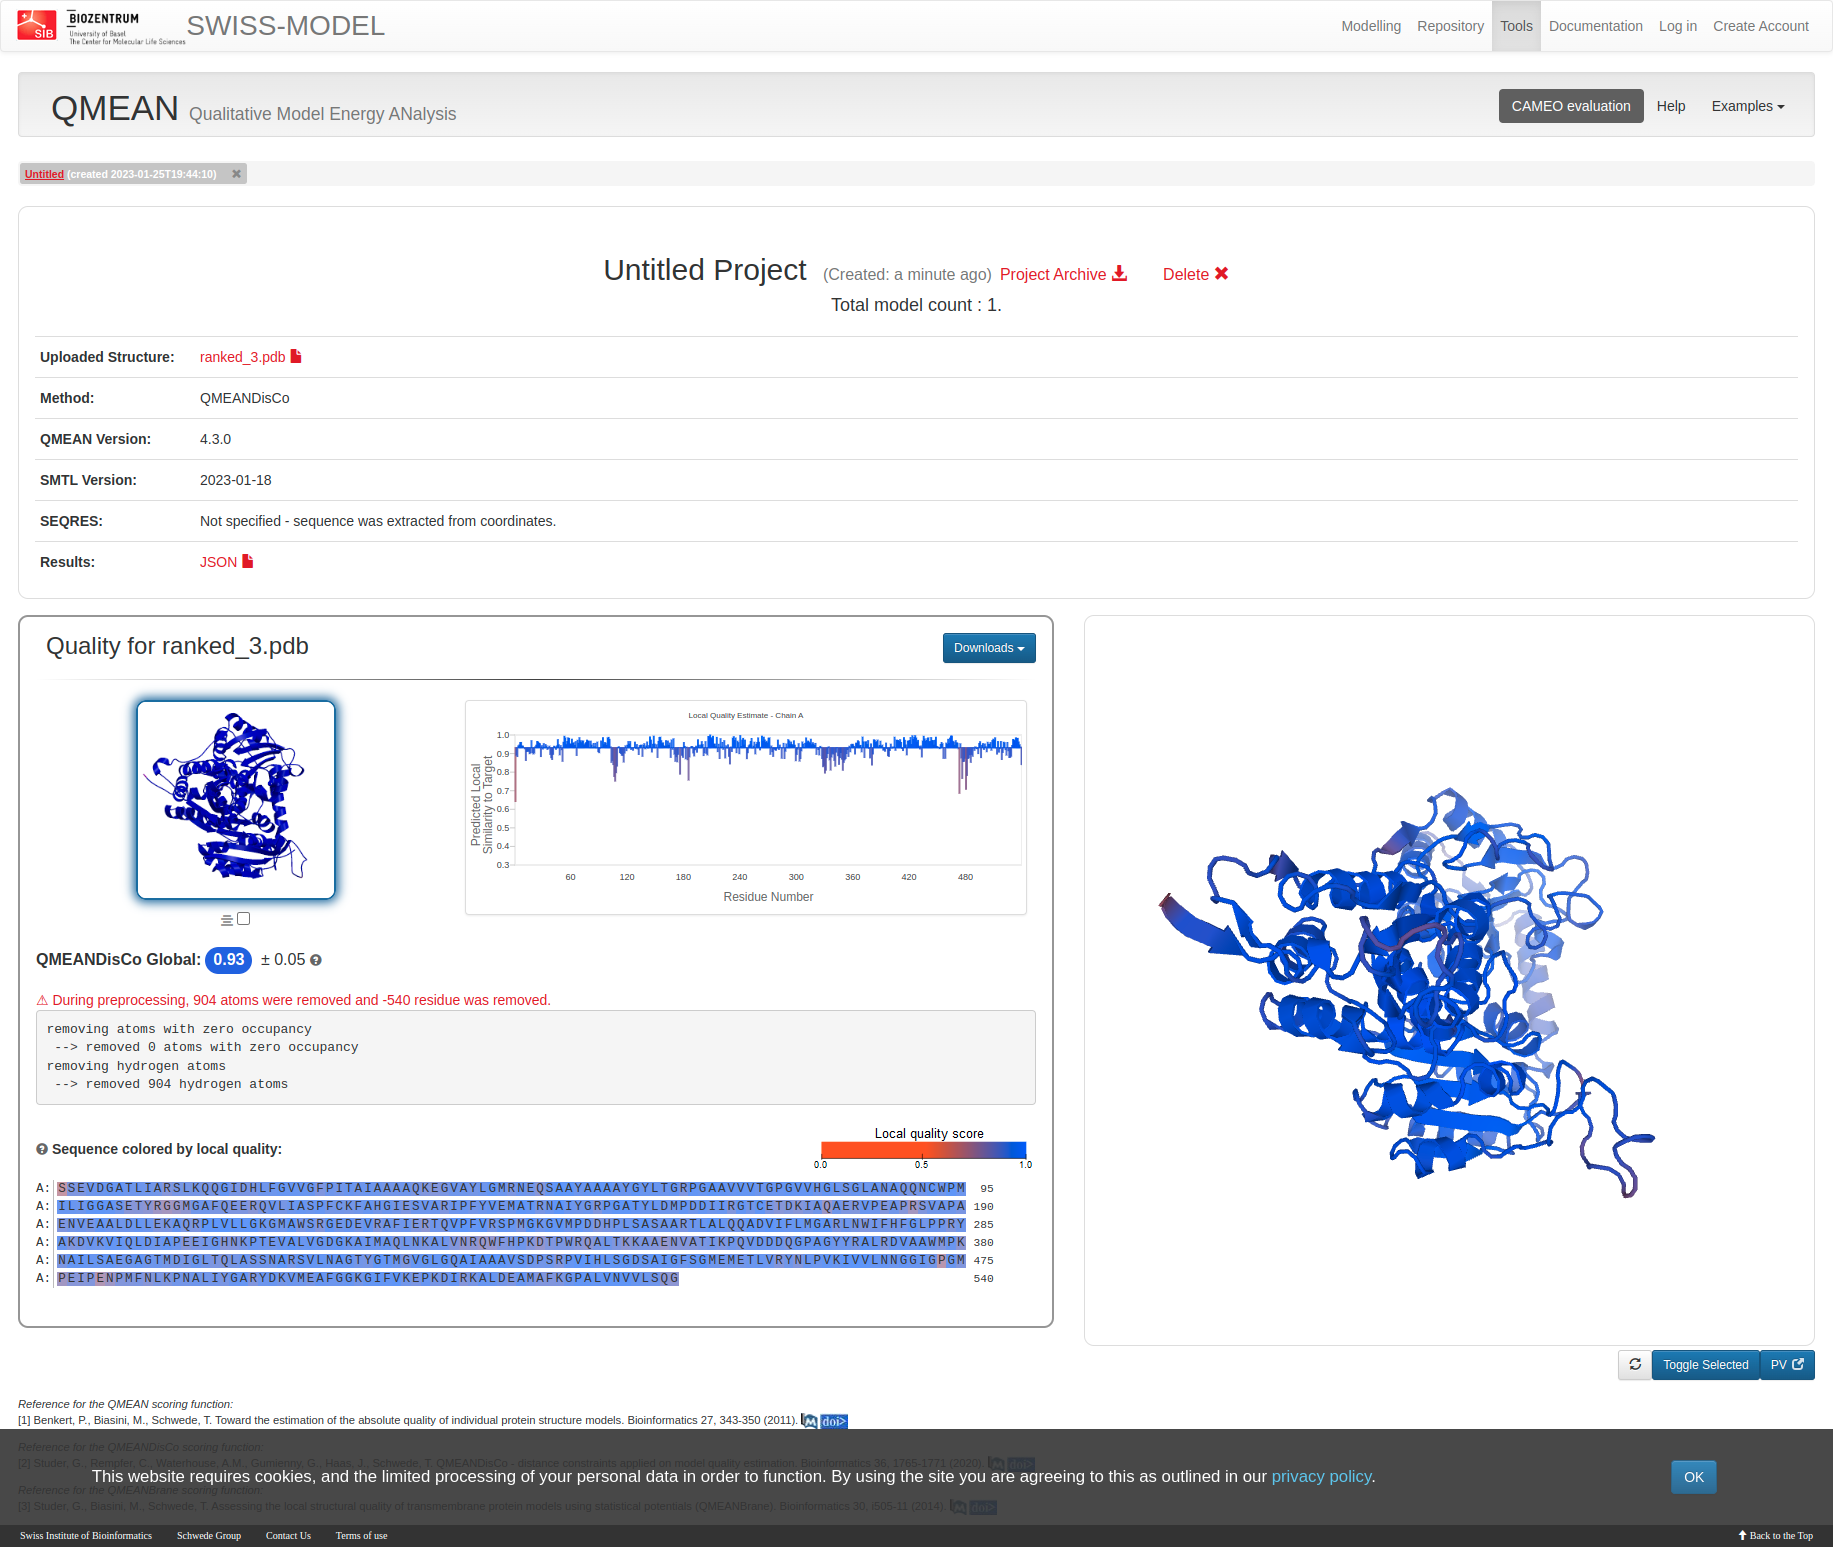 SIB
BIOZENTRUM
University of Basel
The Center for Molecular Life Sciences
SWISS-MODEL
Modelling Repository Tools Documentation Log in Create Account
QMEAN Qualitative Model Energy ANalysis
CAMEO evaluation Help Examples
Untitled (created 2023-01-25T19:44:10) ✖
Untitled Project (Created: a minute ago) Project Archive Delete ✖
Total model count : 1.
Uploaded Structure: ranked_3.pdb
Method: QMEANDisCo
QMEAN Version: 4.3.0
SMTL Version: 2023-01-18
SEQRES: Not specified - sequence was extracted from coordinates.
Results: JSON
Quality for ranked_3.pdb
Downloads
Local Quality Estimate - Chain A
Predicted Local
Similarity to Target
1.0
0.9
0.8
0.7
0.6
0.5
0.4
0.3
60 120 180 240 300 360 420 480
Residue Number
QMEANDisCo Global: 0.93 ± 0.05
⚠ During preprocessing, 904 atoms were removed and -540 residue was removed.
removing atoms with zero occupancy
--> removed 0 atoms with zero occupancy
removing hydrogen atoms
--> removed 904 hydrogen atoms
Sequence colored by local quality:
Local quality score
0.0 0.5 1.0
A: SSEVDGATLIARSLKQQGIDHLFGVVGFPITAIAAAAQKEGVAYLGMRNEQSAAYAAAAYGYLTGRPGAAVVVTGPGVVHGLSGLANAQQNCWPM 95
A: ILIGGASETYRGGMGAFQEERQVLIASPFCKFAHGIESVARIPFYVEMATRNAIYGRPGATYLDMPDDIIRGTCETDKIAQAERVPEAPRSVAPA 190
A: ENVEAALDLLEKAQRPLVLLGKGMAWSRGEDEVRAFIERTQVPFVRSPMGKGVMPDDHPLSASAARTLALQQADVIFLMGARLNWIFHFGLPPRY 285
A: AKDVKVIQLDIAPEEIGHNKPTEVALVGDGKAIMAQLNKALVNRQWFHPKDTPWRQALTKKAAENVATIKPQVDDDQGPAGYYRALRDVAAWMPK 380
A: NAILSAEGAGTMDIGLTQLASSNARSVLNAGTYGTMGVGLGQAIAAAVSDPSRPVIHLSGDSAIGFSGMEMETLVRYNLPVKIVVLNNGGIGPGM 475
A: PEIPENPMFNLKPNALIYGARYDKVMEAFGGKGIFVKEPKDIRKALDEAMAFKGPALVNVVLSQG 540
Toggle Selected PV
Reference for the QMEAN scoring function:
[1] Benkert, P., Biasini, M., Schwede, T. Toward the estimation of the absolute quality of individual protein structure models. Bioinformatics 27, 343-350 (2011). M doi>
Reference for the QMEANDisCo scoring function:
[2] Studer, G., Rempfer, C., Waterhouse, A.M., Gumienny, G., Haas, J., Schwede, T. QMEANDisCo - distance constraints applied on model quality estimation. Bioinformatics 36, 1765-1771 (2020). M doi>
This website requires cookies, and the limited processing of your personal data in order to function. By using the site you are agreeing to this as outlined in our privacy policy. OK
Reference for the QMEANBrane scoring function:
[3] Studer, G., Biasini, M., Schwede, T. Assessing the local structural quality of transmembrane protein models using statistical potentials (QMEANBrane). Bioinformatics 30, i505-11 (2014). M doi>
Swiss Institute of Bioinformatics Schwede Group Contact Us Terms of use Back to the Top